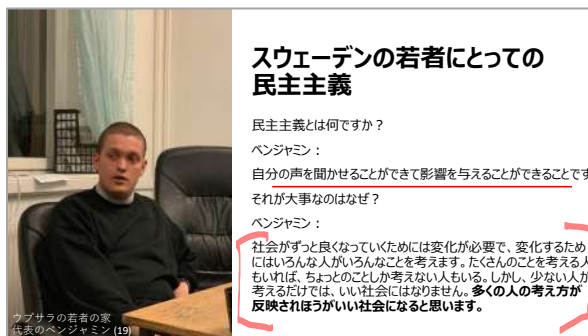 スウェーデンの若者にとっての
民主主義
民主主義とは何ですか？
ベンジャミン：
自分の声を聞かせることができて影響を与えることができることです
それが大事なのはなぜ？
ベンジャミン：
社会がずっと良くなっていくためには変化が必要で、変化するため
にはいろんな人がいろんなことを考えます。たくさんのことを考える人
もいれば、ちょっとのことしか考えない人もいる。しかし、少ない人が
考えるだけでは、いい社会にはなりません。多くの人の考え方が
反映されほうがいい社会になると思います。
ウプサラの若者の家
代表のベンジャミン (19)